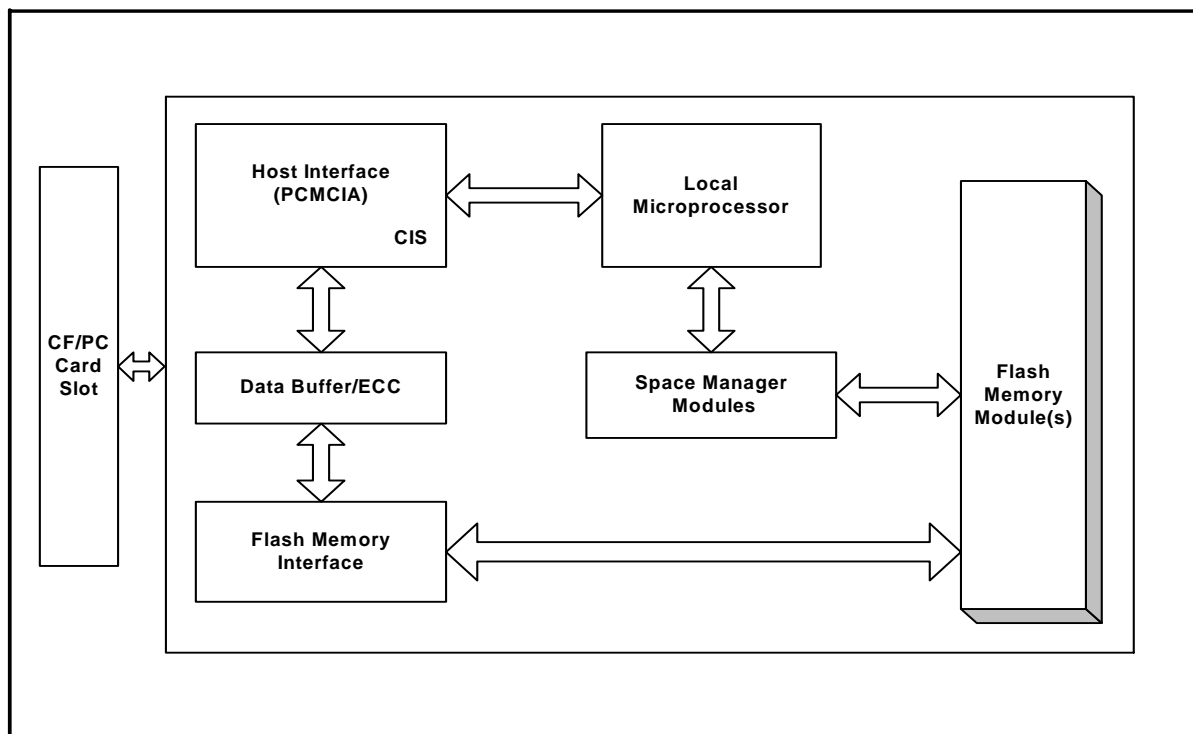 Host Interface
(PCMCIA)
CIS
Local
Microprocessor
CF/PC
Card
Slot
Data Buffer/ECC
Space Manager
Modules
Flash
Memory
Module(s)
Flash Memory
Interface